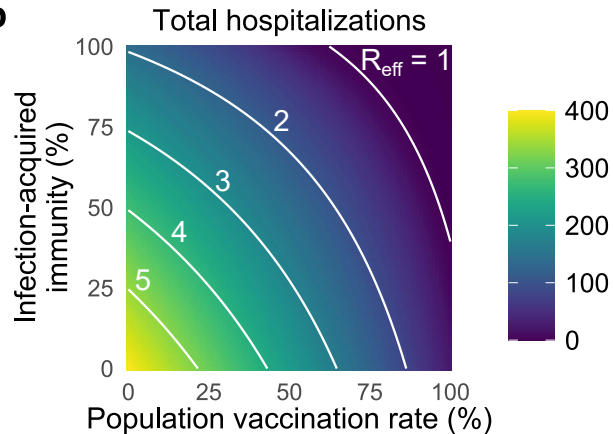 b
Total hospitalizations
Infection-acquired
immunity (%)
100
75
50
25
0
R_eff = 1
2
3
4
5
0 25 50 75 100
Population vaccination rate (%)
400
300
200
100
0